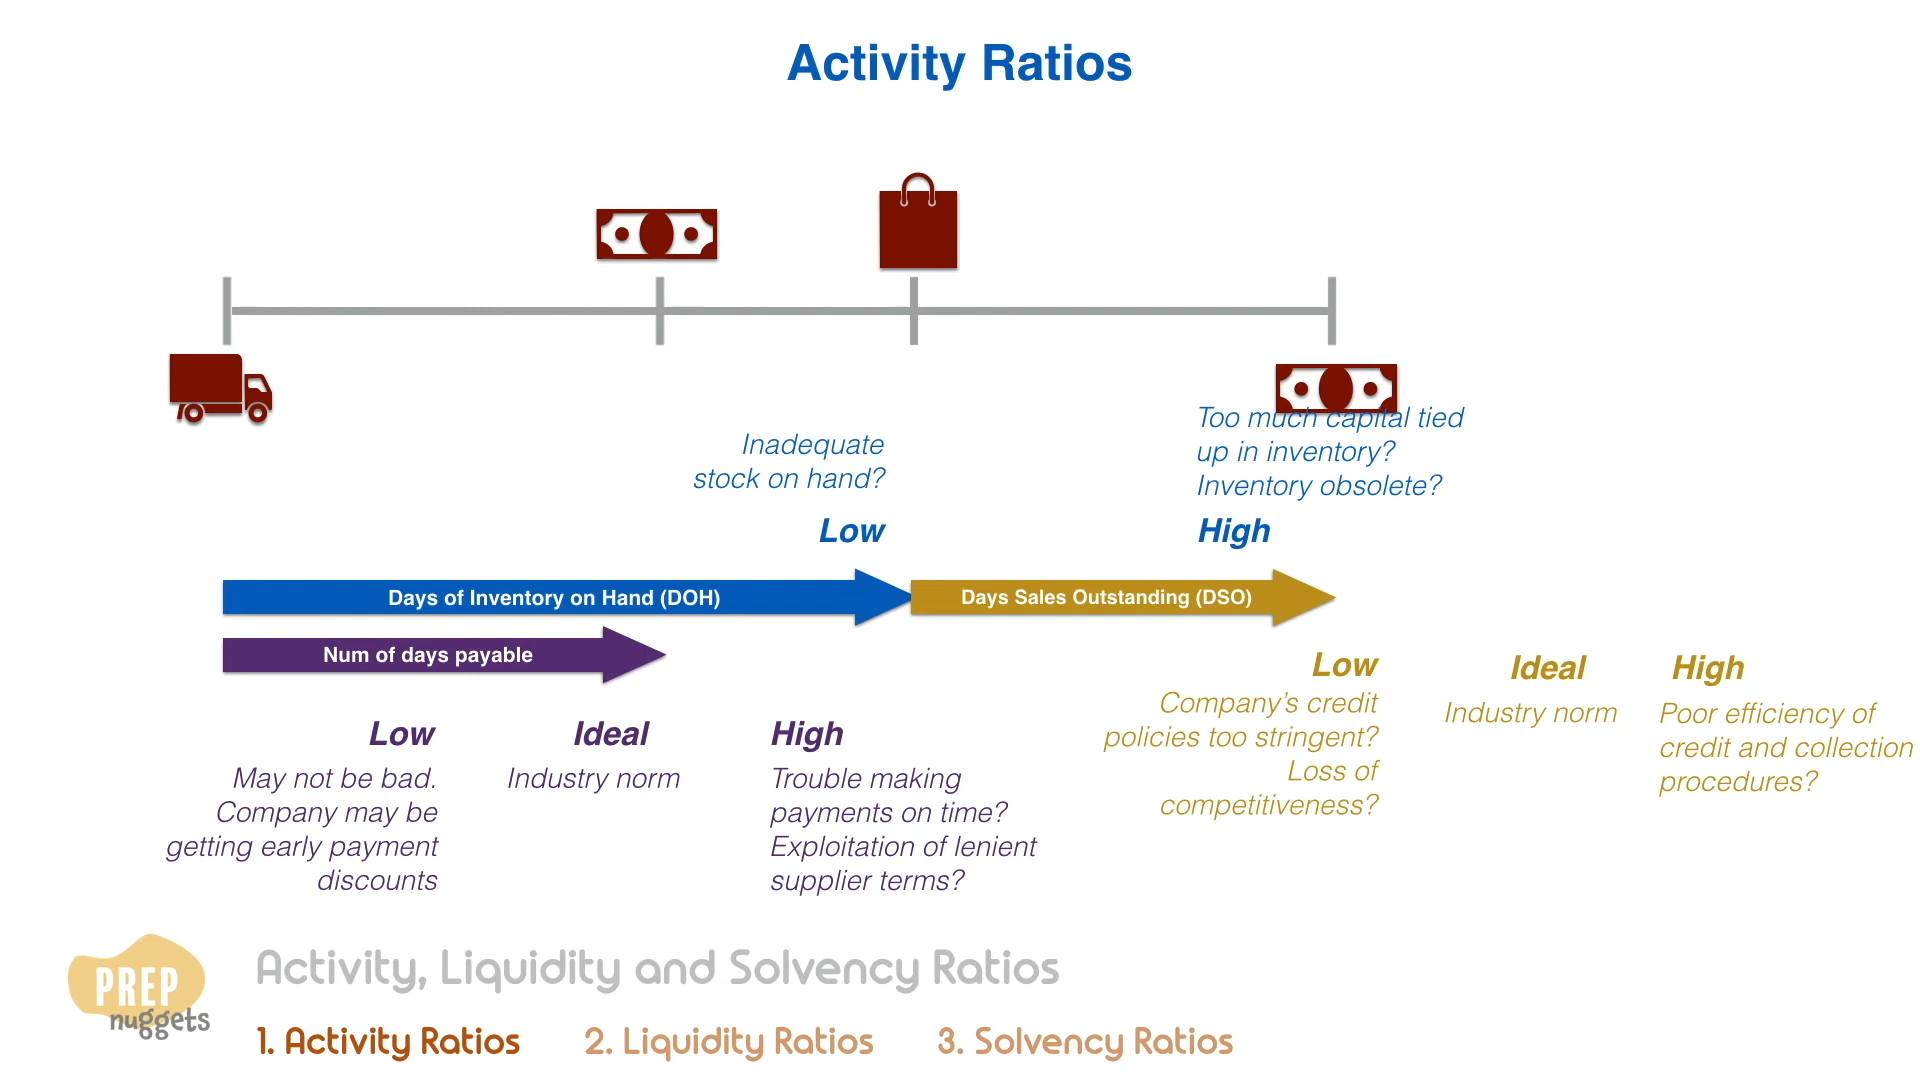 Activity Ratios
Inadequate
stock on hand?
Low
Too much capital tied
up in inventory?
Inventory obsolete?
High
Days of Inventory on Hand (DOH)
Days Sales Outstanding (DSO)
Num of days payable
Low
May not be bad.
Company may be
getting early payment
discounts
Ideal
Industry norm
High
Trouble making
payments on time?
Exploitation of lenient
supplier terms?
Low
Company's credit
policies too stringent?
Loss of
competitiveness?
Ideal
Industry norm
High
Poor efficiency of
credit and collection
procedures?
PREP
nuggets
Activity, Liquidity and Solvency Ratios
1. Activity Ratios
2. Liquidity Ratios
3. Solvency Ratios